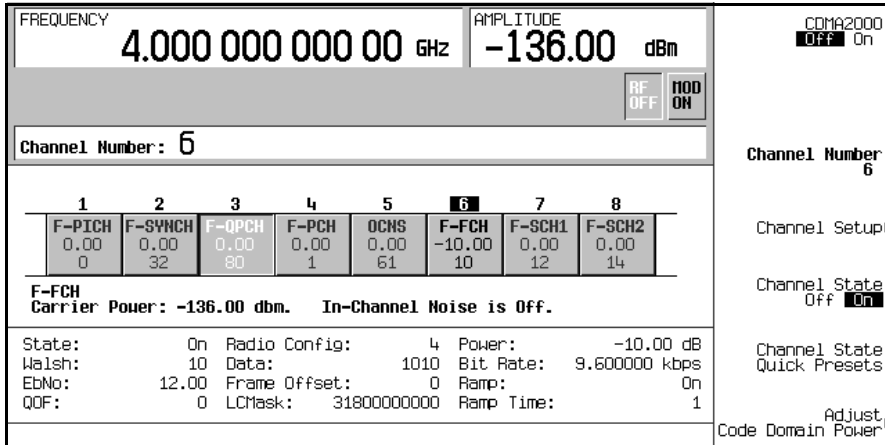 FREQUENCY
4.000 000 000 00 GHz
AMPLITUDE
-136.00 dBm
RF OFF
MOD ON
Channel Number: 6
1 2 3 4 5 6 7 8
F-PICH F-SYNCH F-QPCH F-PCH OCNS F-FCH F-SCH1 F-SCH2
0.00 0.00 0.00 0.00 0.00 -10.00 0.00 0.00
0 32 80 1 61 10 12 14
F-FCH
Carrier Power: -136.00 dbm. In-Channel Noise is Off.
State: On Radio Config: 4 Power: -10.00 dB
Walsh: 10 Data: 1010 Bit Rate: 9.600000 kbps
EbNo: 12.00 Frame Offset: 0 Ramp: On
QOF: 0 LCMask: 31800000000 Ramp Time: 1
CDMA2000
Off On
Channel Number
6
Channel Setup
Channel State
Off On
Channel State
Quick Presets
Adjust
Code Domain Power